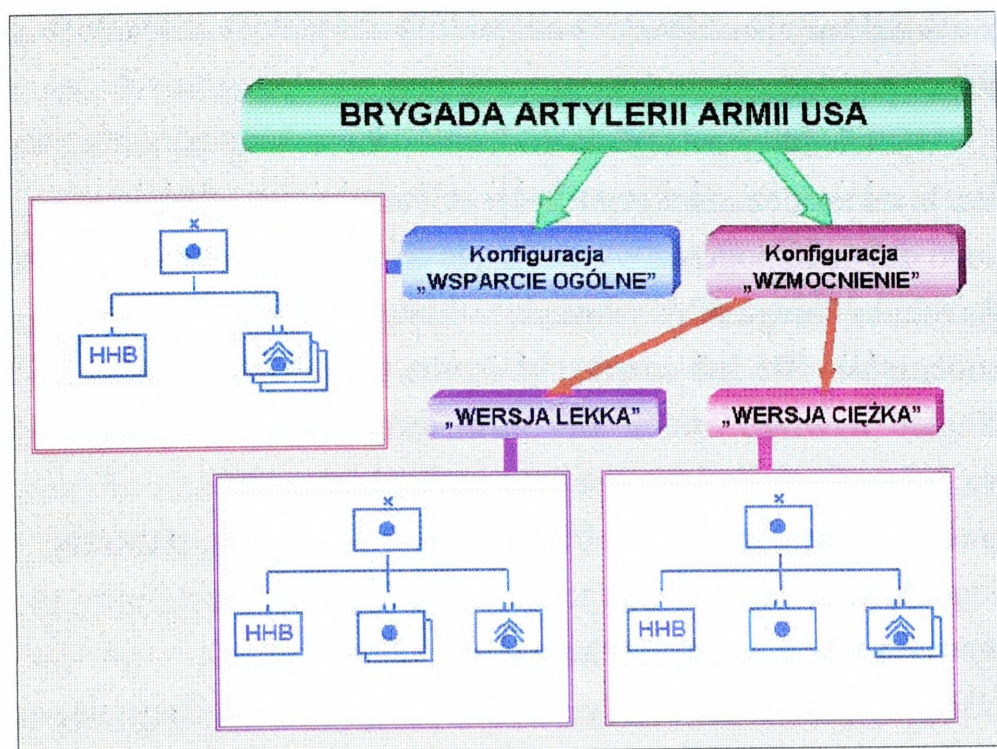 BRYGADA ARTYLERII ARMII USA
Konfiguracja
„WSPARCIE OGÓLNE”
Konfiguracja
„WZMOCNIENIE”
HHB
„WERSJA LEKKA”
„WERSJA CIĘŻKA”
HHB
HHB